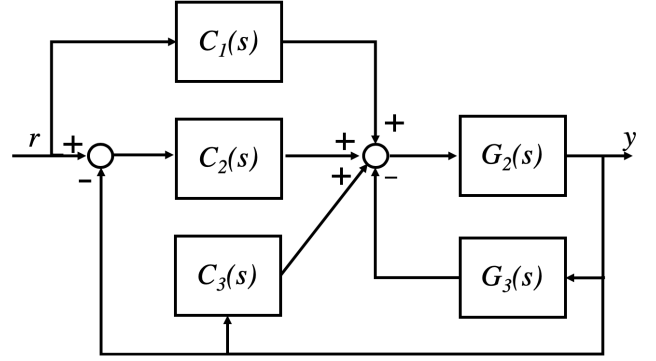 C₁(s)
+
r + C₂(s) + G₂(s) y
- + -
C₃(s) G₃(s)